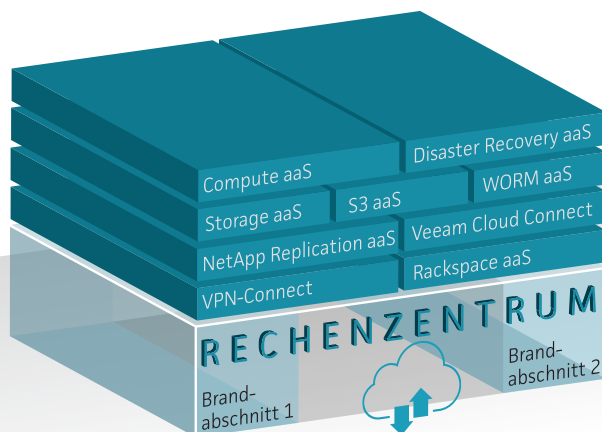 Compute aaS
Disaster Recovery aaS
Storage aaS
S3 aaS
WORM aaS
NetApp Replication aaS
Veeam Cloud Connect
VPN-Connect
Rackspace aaS
RECHENZENTRUM
Brand-
abschnitt 1
Brand-
abschnitt 2